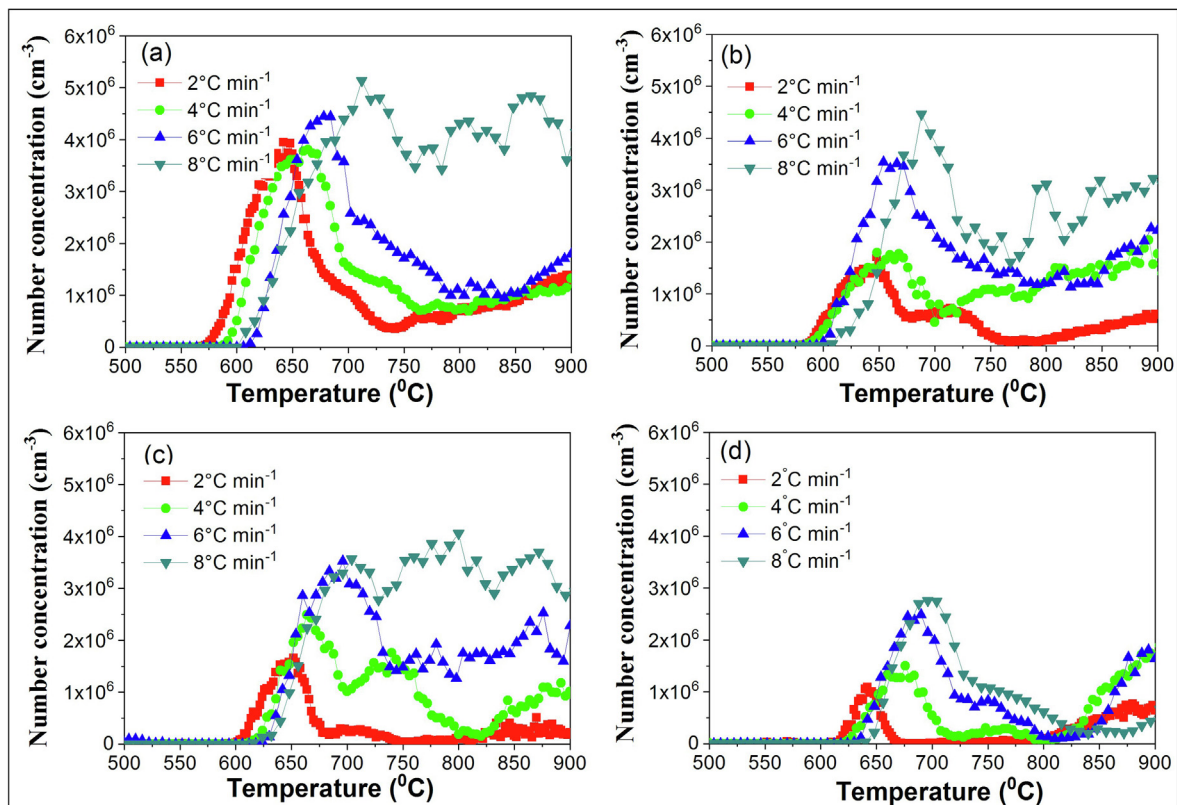 (a)
2°C min⁻¹
4°C min⁻¹
6°C min⁻¹
8°C min⁻¹
Number concentration (cm⁻³)
6x10⁶
5x10⁶
4x10⁶
3x10⁶
2x10⁶
1x10⁶
0
500 550 600 650 700 750 800 850 900
Temperature (⁰C)
(b)
2°C min⁻¹
4°C min⁻¹
6°C min⁻¹
8°C min⁻¹
Number concentration (cm⁻³)
6x10⁶
5x10⁶
4x10⁶
3x10⁶
2x10⁶
1x10⁶
0
500 550 600 650 700 750 800 850 900
Temperature (⁰C)
(c)
2°C min⁻¹
4°C min⁻¹
6°C min⁻¹
8°C min⁻¹
Number concentration (cm⁻³)
6x10⁶
5x10⁶
4x10⁶
3x10⁶
2x10⁶
1x10⁶
0
500 550 600 650 700 750 800 850 900
Temperature (⁰C)
(d)
2°C min⁻¹
4°C min⁻¹
6°C min⁻¹
8°C min⁻¹
Number concentration (cm⁻³)
6x10⁶
5x10⁶
4x10⁶
3x10⁶
2x10⁶
1x10⁶
0
500 550 600 650 700 750 800 850 900
Temperature (⁰C)